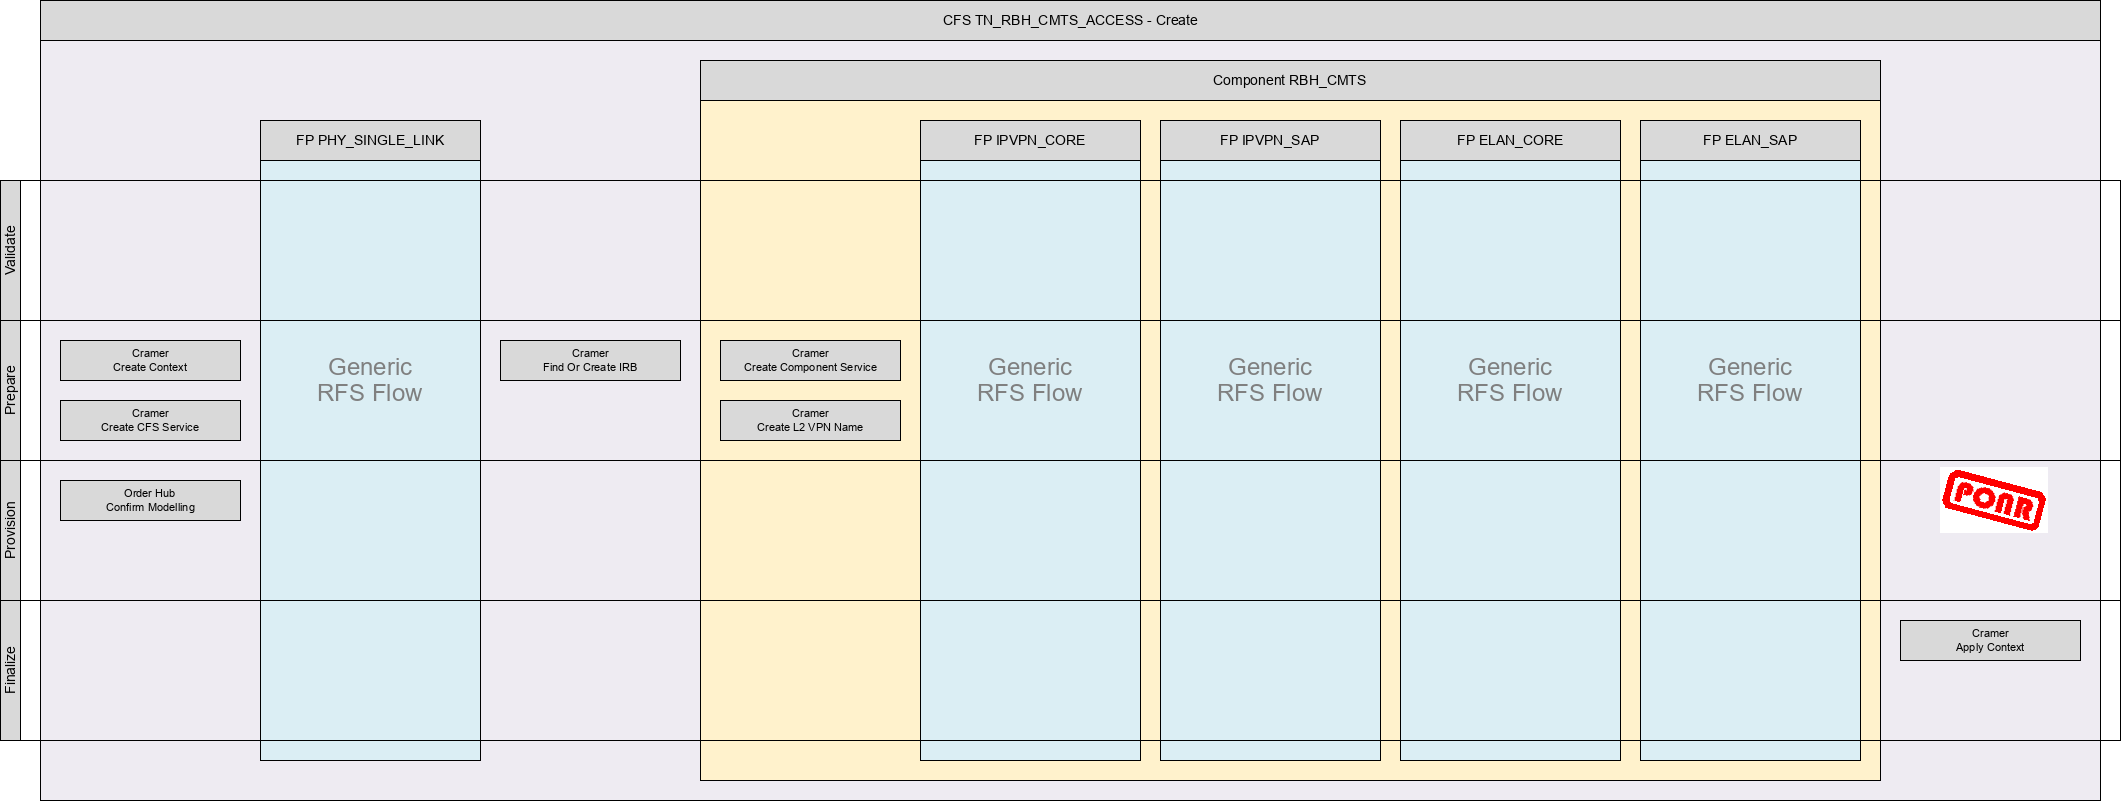 CFS TN_RBH_CMTS_ACCESS - Create
Component RBH_CMTS
FP PHY_SINGLE_LINK
FP IPVPN_CORE
FP IPVPN_SAP
FP ELAN_CORE
FP ELAN_SAP
Validate
Prepare
Cramer
Create Context
Cramer
Create CFS Service
Generic
RFS Flow
Cramer
Find Or Create IRB
Cramer
Create Component Service
Cramer
Create L2 VPN Name
Generic
RFS Flow
Generic
RFS Flow
Generic
RFS Flow
Generic
RFS Flow
Provision
Order Hub
Confirm Modelling
PONR
Finalize
Cramer
Apply Context